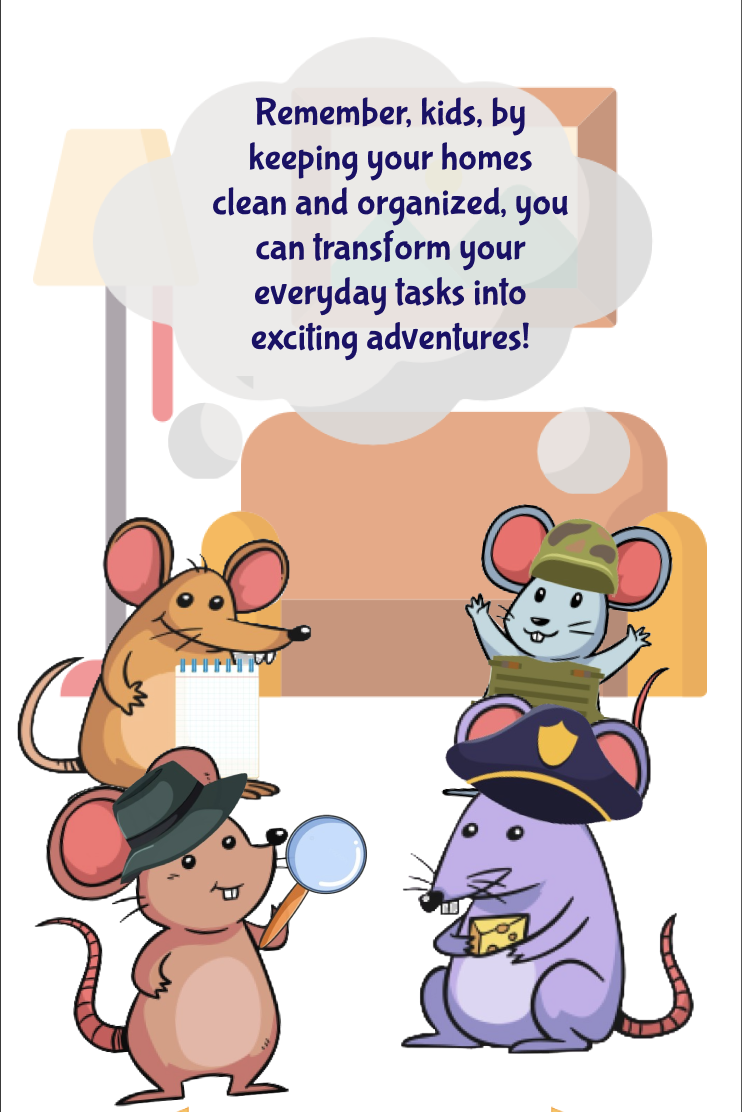 Remember, kids, by
keeping your homes
clean and organized, you
can transform your
everyday tasks into
exciting adventures!